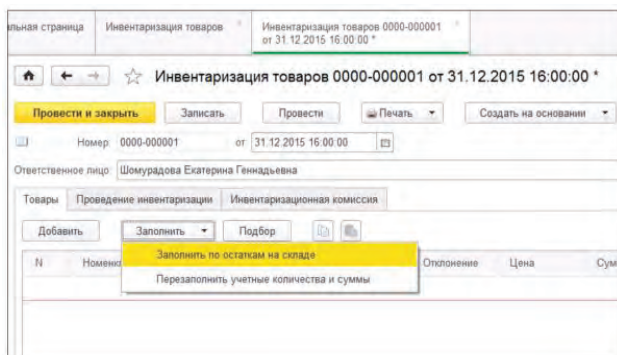 льная страница
Инвентаризация товаров
Инвентаризация товаров 0000-000001
от 31.12.2015 16:00:00 *
Инвентаризация товаров 0000-000001 от 31.12.2015 16:00:00 *
Провести и закрыть Записать Провести Печать Создать на основании
Номер 0000-000001 от 31.12.2015 16:00:00
Ответственное лицо Шомурадова Екатерина Геннадьевна
Товары Проведение инвентаризации Инвентаризационная комиссия
Добавить Заполнить Подбор
N Номенк Отклонение Цена Сум
Заполнить по остаткам на складе
Перезаполнить учетные количества и суммы